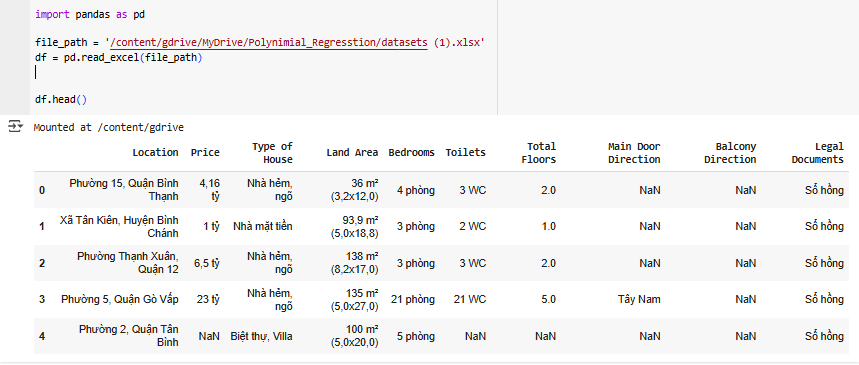 import pandas as pd
file_path = '/content/gdrive/MyDrive/Polynimial_Regresstion/datasets (1).xlsx'
df = pd.read_excel(file_path)
df.head()
Mounted at /content/gdrive
Location Price Type of House Land Area Bedrooms Toilets Total Floors Main Door Direction Balcony Direction Legal Documents
0 Phường 15, Quận Bình Thạnh 4,16 tỷ Nhà hẻm, ngõ 36 m² (3,2x12,0) 4 phòng 3 WC 2.0 NaN NaN Sổ hồng
1 Xã Tân Kiên, Huyện Bình Chánh 1 tỷ Nhà mặt tiền 93,9 m² (5,0x18,8) 3 phòng 2 WC 1.0 NaN NaN Sổ hồng
2 Phường Thạnh Xuân, Quận 12 6,5 tỷ Nhà hẻm, ngõ 138 m² (8,2x17,0) 3 phòng 3 WC 2.0 NaN NaN Sổ hồng
3 Phường 5, Quận Gò Vấp 23 tỷ Nhà hẻm, ngõ 135 m² (5,0x27,0) 21 phòng 21 WC 5.0 Tây Nam NaN Sổ hồng
4 Phường 2, Quận Tân Bình NaN Biệt thự, Villa 100 m² (5,0x20,0) 5 phòng NaN NaN NaN NaN Sổ hồng